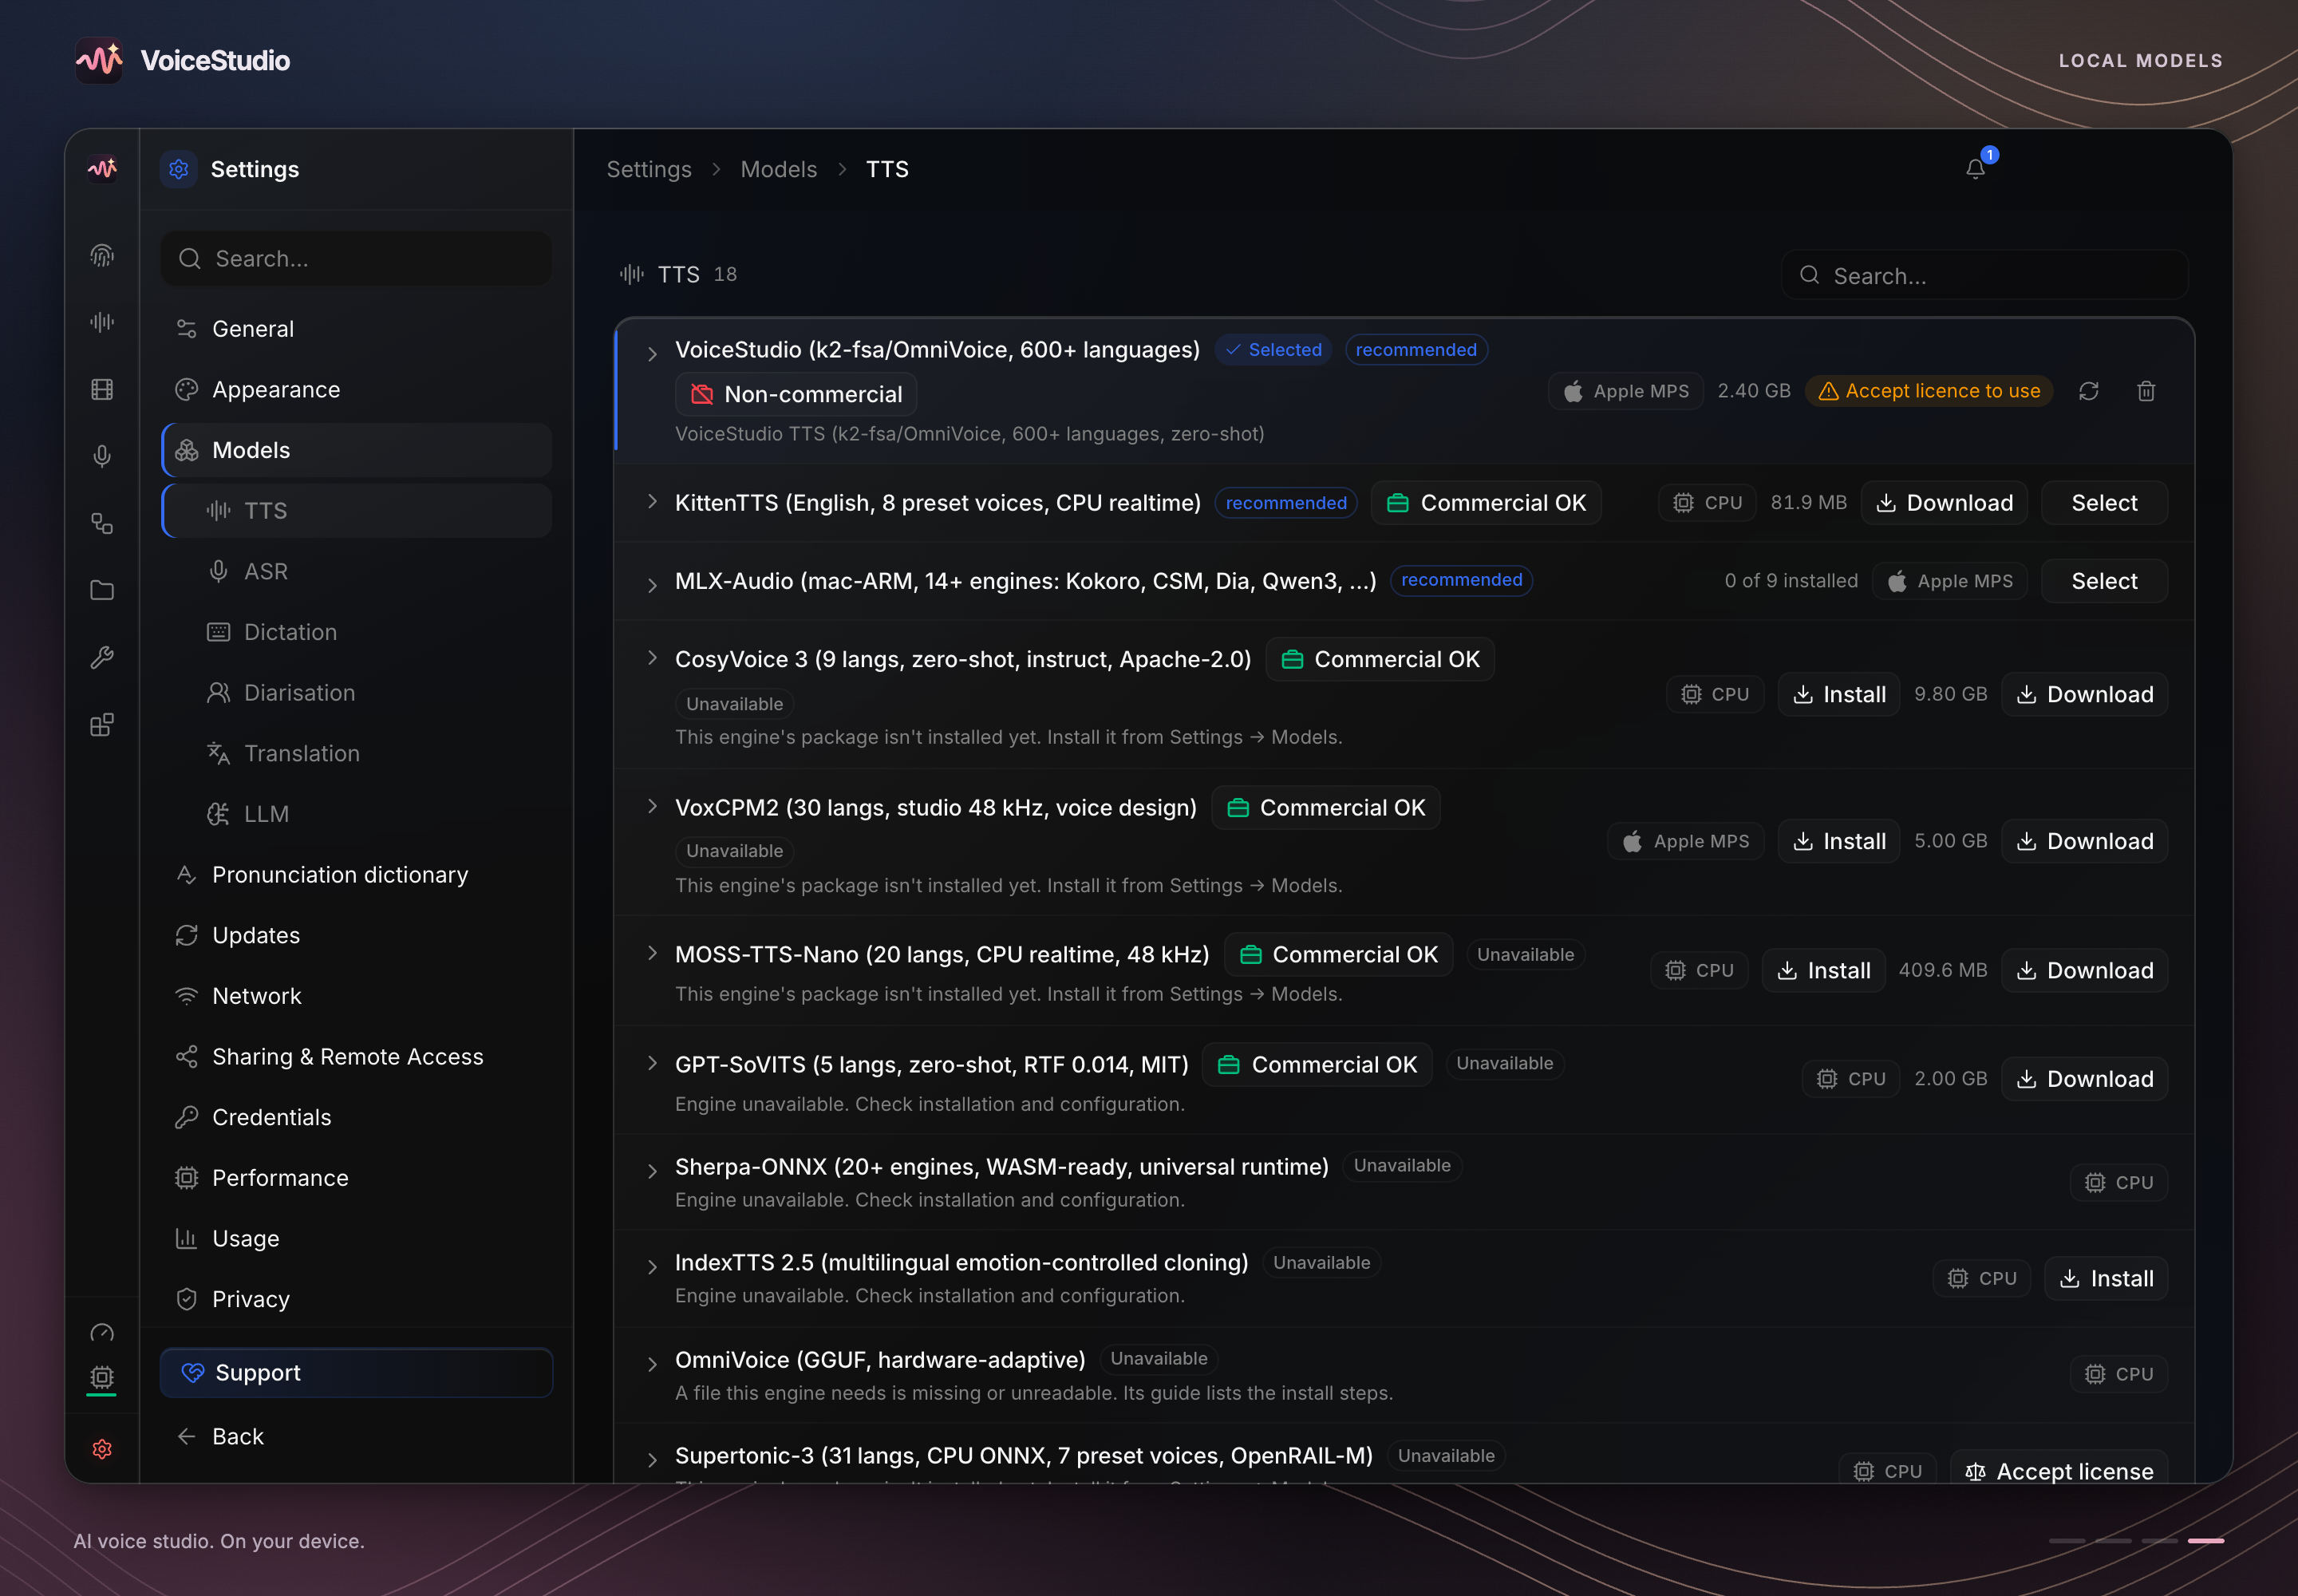 VoiceStudio
LOCAL MODELS
Settings
Search...
General
Appearance
Models
TTS
ASR
Dictation
Diarisation
Translation
LLM
Pronunciation dictionary
Updates
Network
Sharing & Remote Access
Credentials
Performance
Usage
Privacy
Support
Back
Settings > Models > TTS
1
TTS 18
Search...
VoiceStudio (k2-fsa/OmniVoice, 600+ languages) Selected recommended
Non-commercial
Apple MPS 2.40 GB Accept licence to use
VoiceStudio TTS (k2-fsa/OmniVoice, 600+ languages, zero-shot)
KittenTTS (English, 8 preset voices, CPU realtime) recommended Commercial OK CPU 81.9 MB Download Select
MLX-Audio (mac-ARM, 14+ engines: Kokoro, CSM, Dia, Qwen3, ...) recommended 0 of 9 installed Apple MPS Select
CosyVoice 3 (9 langs, zero-shot, instruct, Apache-2.0) Commercial OK
Unavailable
CPU Install 9.80 GB Download
This engine's package isn't installed yet. Install it from Settings → Models.
VoxCPM2 (30 langs, studio 48 kHz, voice design) Commercial OK
Unavailable
Apple MPS Install 5.00 GB Download
This engine's package isn't installed yet. Install it from Settings → Models.
MOSS-TTS-Nano (20 langs, CPU realtime, 48 kHz) Commercial OK Unavailable
CPU Install 409.6 MB Download
This engine's package isn't installed yet. Install it from Settings → Models.
GPT-SoVITS (5 langs, zero-shot, RTF 0.014, MIT) Commercial OK Unavailable
CPU 2.00 GB Download
Engine unavailable. Check installation and configuration.
Sherpa-ONNX (20+ engines, WASM-ready, universal runtime) Unavailable
CPU
Engine unavailable. Check installation and configuration.
IndexTTS 2.5 (multilingual emotion-controlled cloning) Unavailable
CPU Install
Engine unavailable. Check installation and configuration.
OmniVoice (GGUF, hardware-adaptive) Unavailable
CPU
A file this engine needs is missing or unreadable. Its guide lists the install steps.
Supertonic-3 (31 langs, CPU ONNX, 7 preset voices, OpenRAIL-M) Unavailable
CPU Accept license
AI voice studio. On your device.